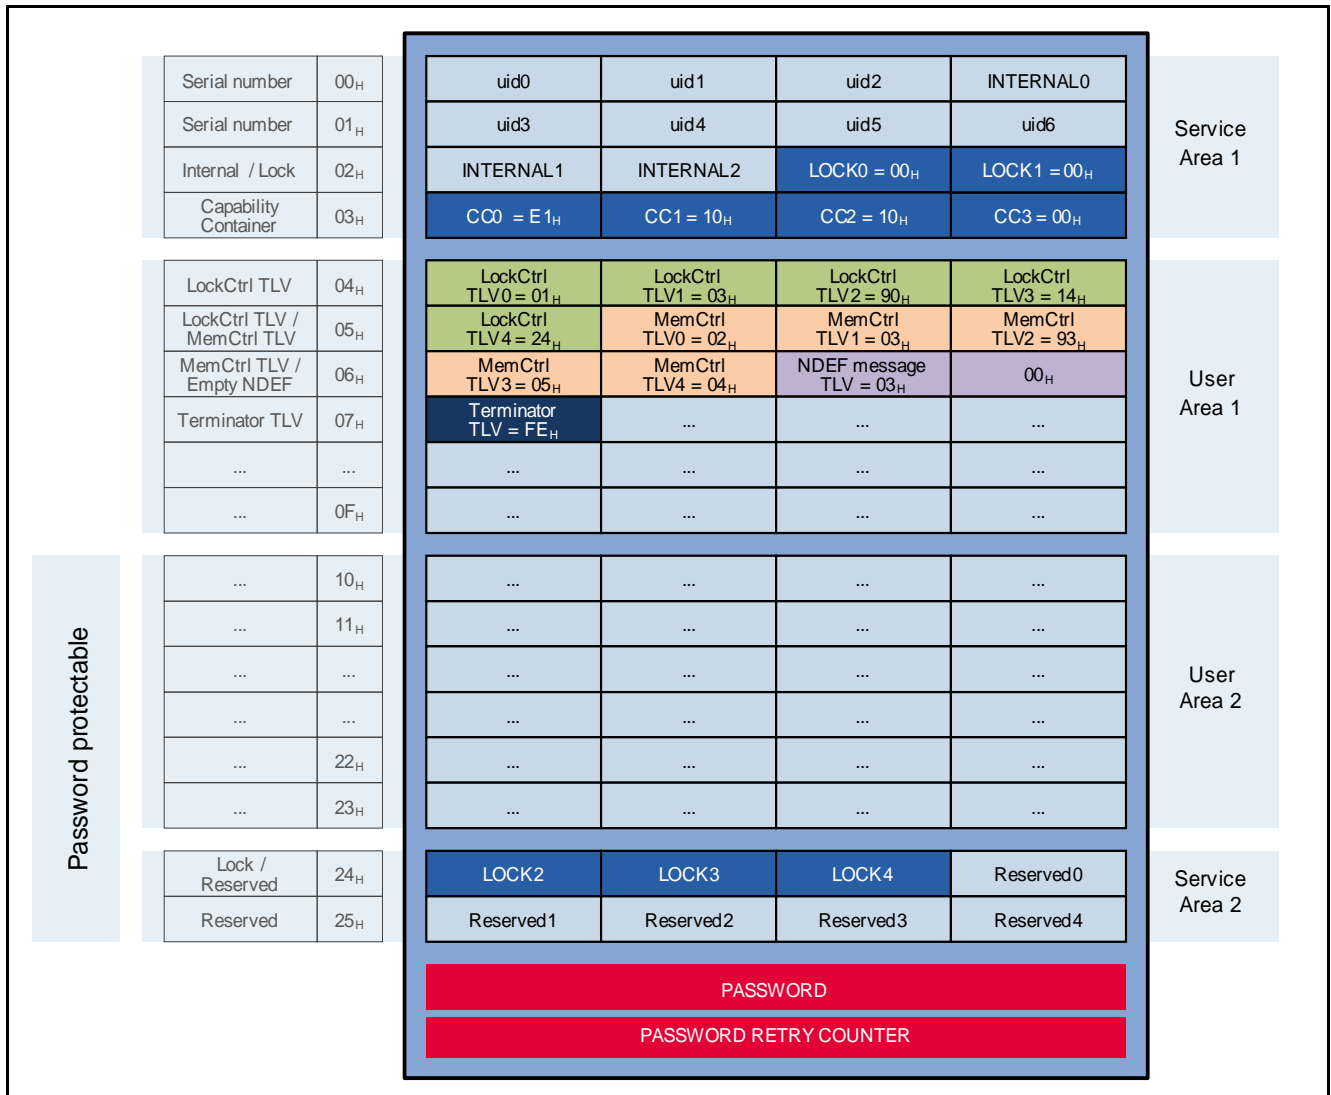 Serial number 00H uid0 uid1 uid2 INTERNAL0
Serial number 01H uid3 uid4 uid5 uid6
Service
Area 1
Internal / Lock 02H INTERNAL1 INTERNAL2 LOCK0 = 00H LOCK1 = 00H
Capability
Container 03H CC0 = E1H CC1 = 10H CC2 = 10H CC3 = 00H
LockCtrl TLV 04H
LockCtrl
TLV0 = 01H
LockCtrl
TLV1 = 03H
LockCtrl
TLV2 = 90H
LockCtrl
TLV3 = 14H
LockCtrl TLV /
MemCtrl TLV
05H
LockCtrl
TLV4 = 24H
MemCtrl
TLV0 = 02H
MemCtrl
TLV1 = 03H
MemCtrl
TLV2 = 93H
MemCtrl TLV /
Empty NDEF
06H
MemCtrl
TLV3 = 05H
MemCtrl
TLV4 = 04H
NDEF message
TLV = 03H
00H
User
Area 1
Terminator TLV 07H
Terminator
TLV = FEH
... ... ...
... ... ... ... ... ...
... 0FH ... ... ... ...
Password protectable
... 10H ... ... ... ...
... 11H ... ... ... ...
... ... ... ... ... ...
User
Area 2
... ... ... ... ... ...
... 22H ... ... ... ...
... 23H ... ... ... ...
Lock /
Reserved
24H LOCK2 LOCK3 LOCK4 Reserved0
Service
Area 2
Reserved 25H Reserved1 Reserved2 Reserved3 Reserved4
PASSWORD
PASSWORD RETRY COUNTER